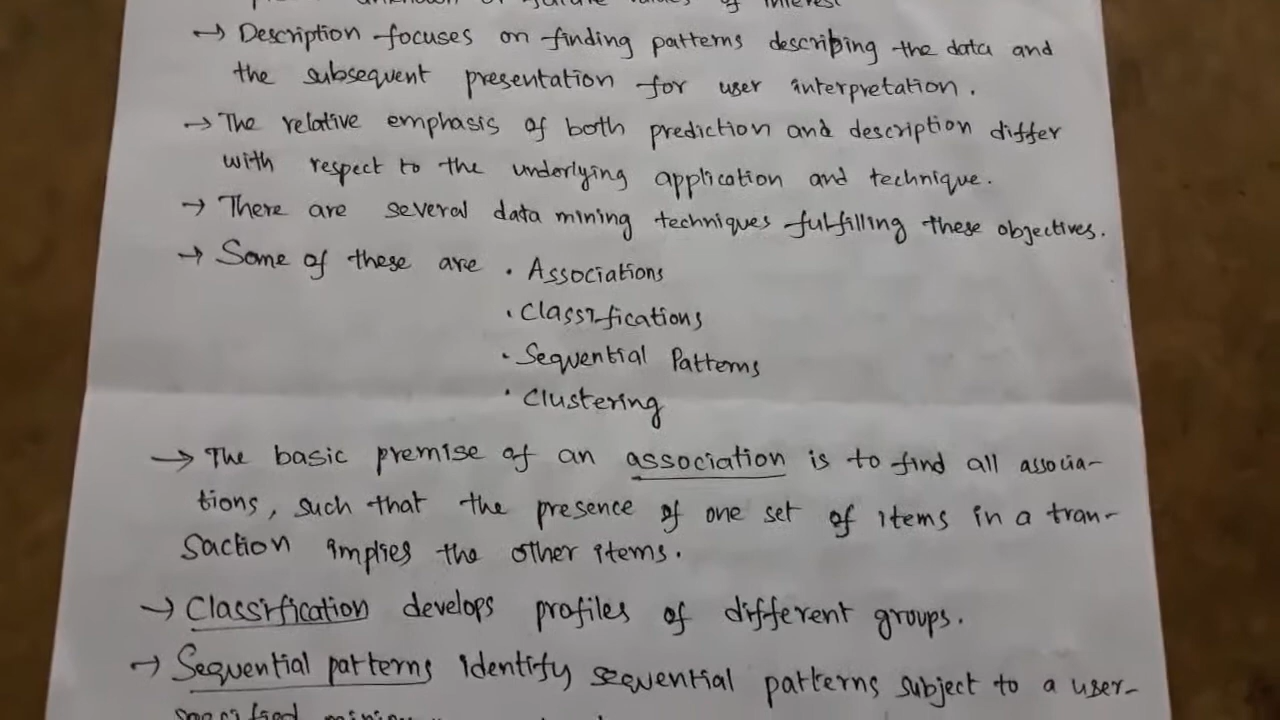 of interest
→ Description focuses on finding patterns describing the data and
the subsequent presentation for user interpretation.
→ The relative emphasis of both prediction and description differ
with respect to the underlying application and technique.
→ There are several data mining techniques fulfilling these objectives.
→ Some of these are • Associations
• Classifications
• Sequential Patterns
• Clustering
→ The basic premise of an association is to find all associa-
tions, such that the presence of one set of items in a tran-
saction implies the other items.
→ Classification develops profiles of different groups.
→ Sequential patterns identify sequential patterns subject to a user-
specified